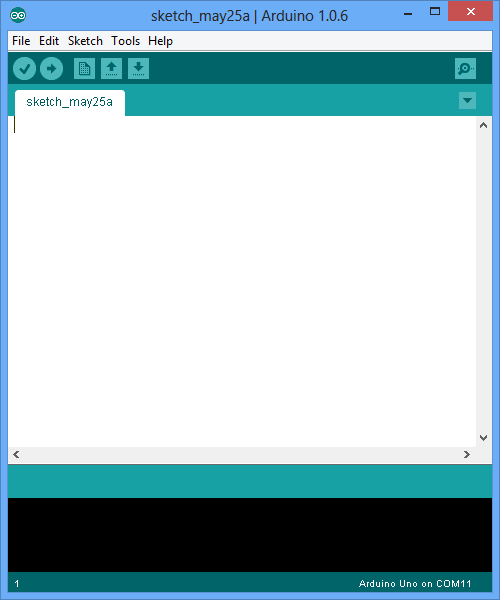 sketch_may25a | Arduino 1.0.6
File Edit Sketch Tools Help
sketch_may25a
1 Arduino Uno on COM11